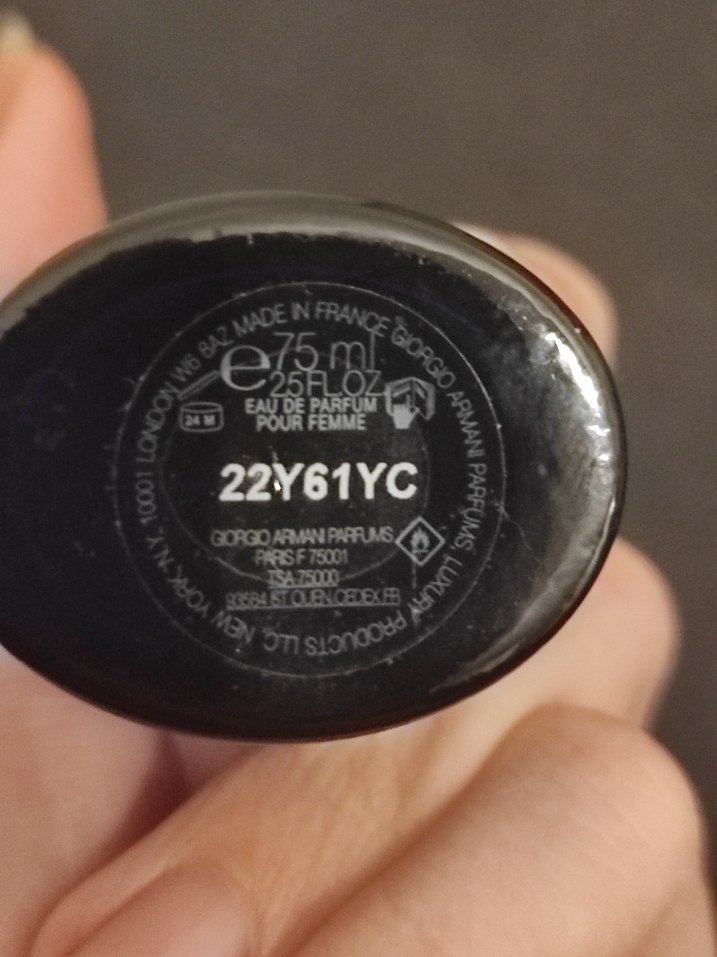 GIORGIO ARMANI PARFUMS, LUXURY PRODUCTS LLC, NEW YORK, N.Y. 10001 LONDON W6 8AZ MADE IN FRANCE
e 75 ml
2.5 FL.OZ
24 M
EAU DE PARFUM
POUR FEMME
22Y61YC
GIORGIO ARMANI PARFUMS
PARIS F 75001
TSA 75000
93584 ST OUEN CEDEX FR